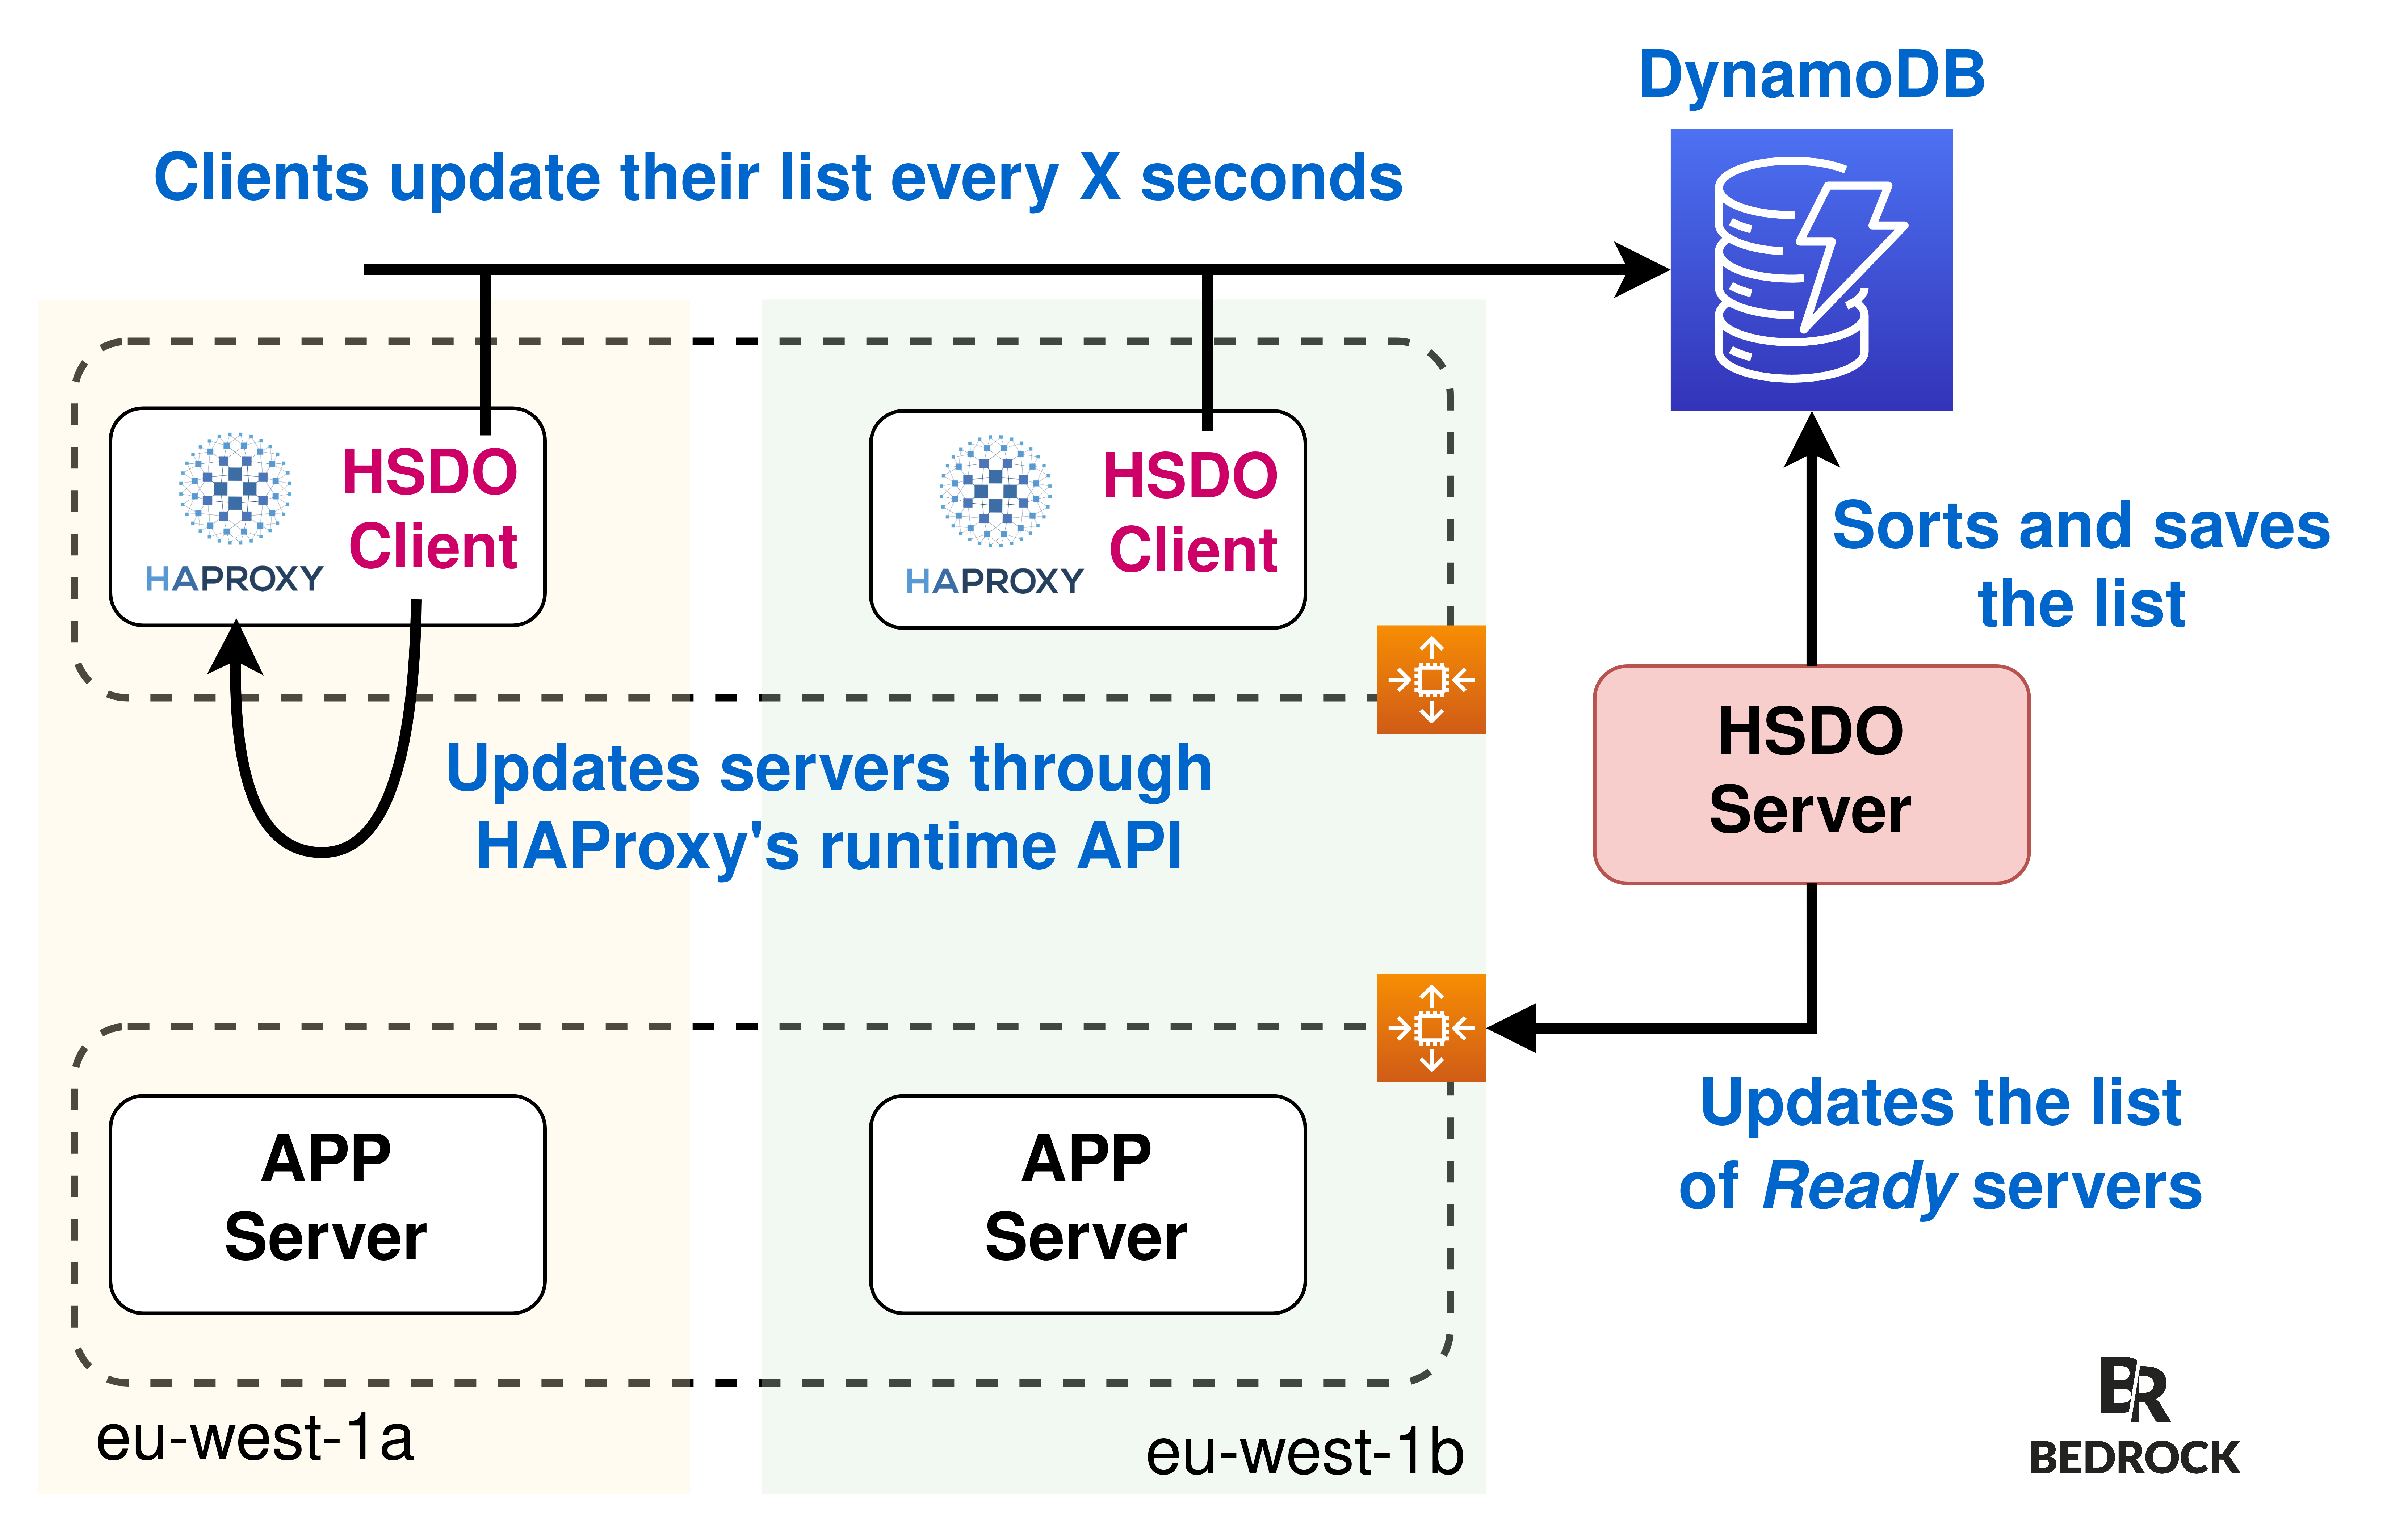 DynamoDB
Clients update their list every X seconds
HSDO
Client
HAPROXY
HSDO
Client
HAPROXY
Sorts and saves
the list
Updates servers through
HAProxy's runtime API
HSDO
Server
APP
Server
APP
Server
Updates the list
of Ready servers
eu-west-1a
eu-west-1b
BR
BEDROCK